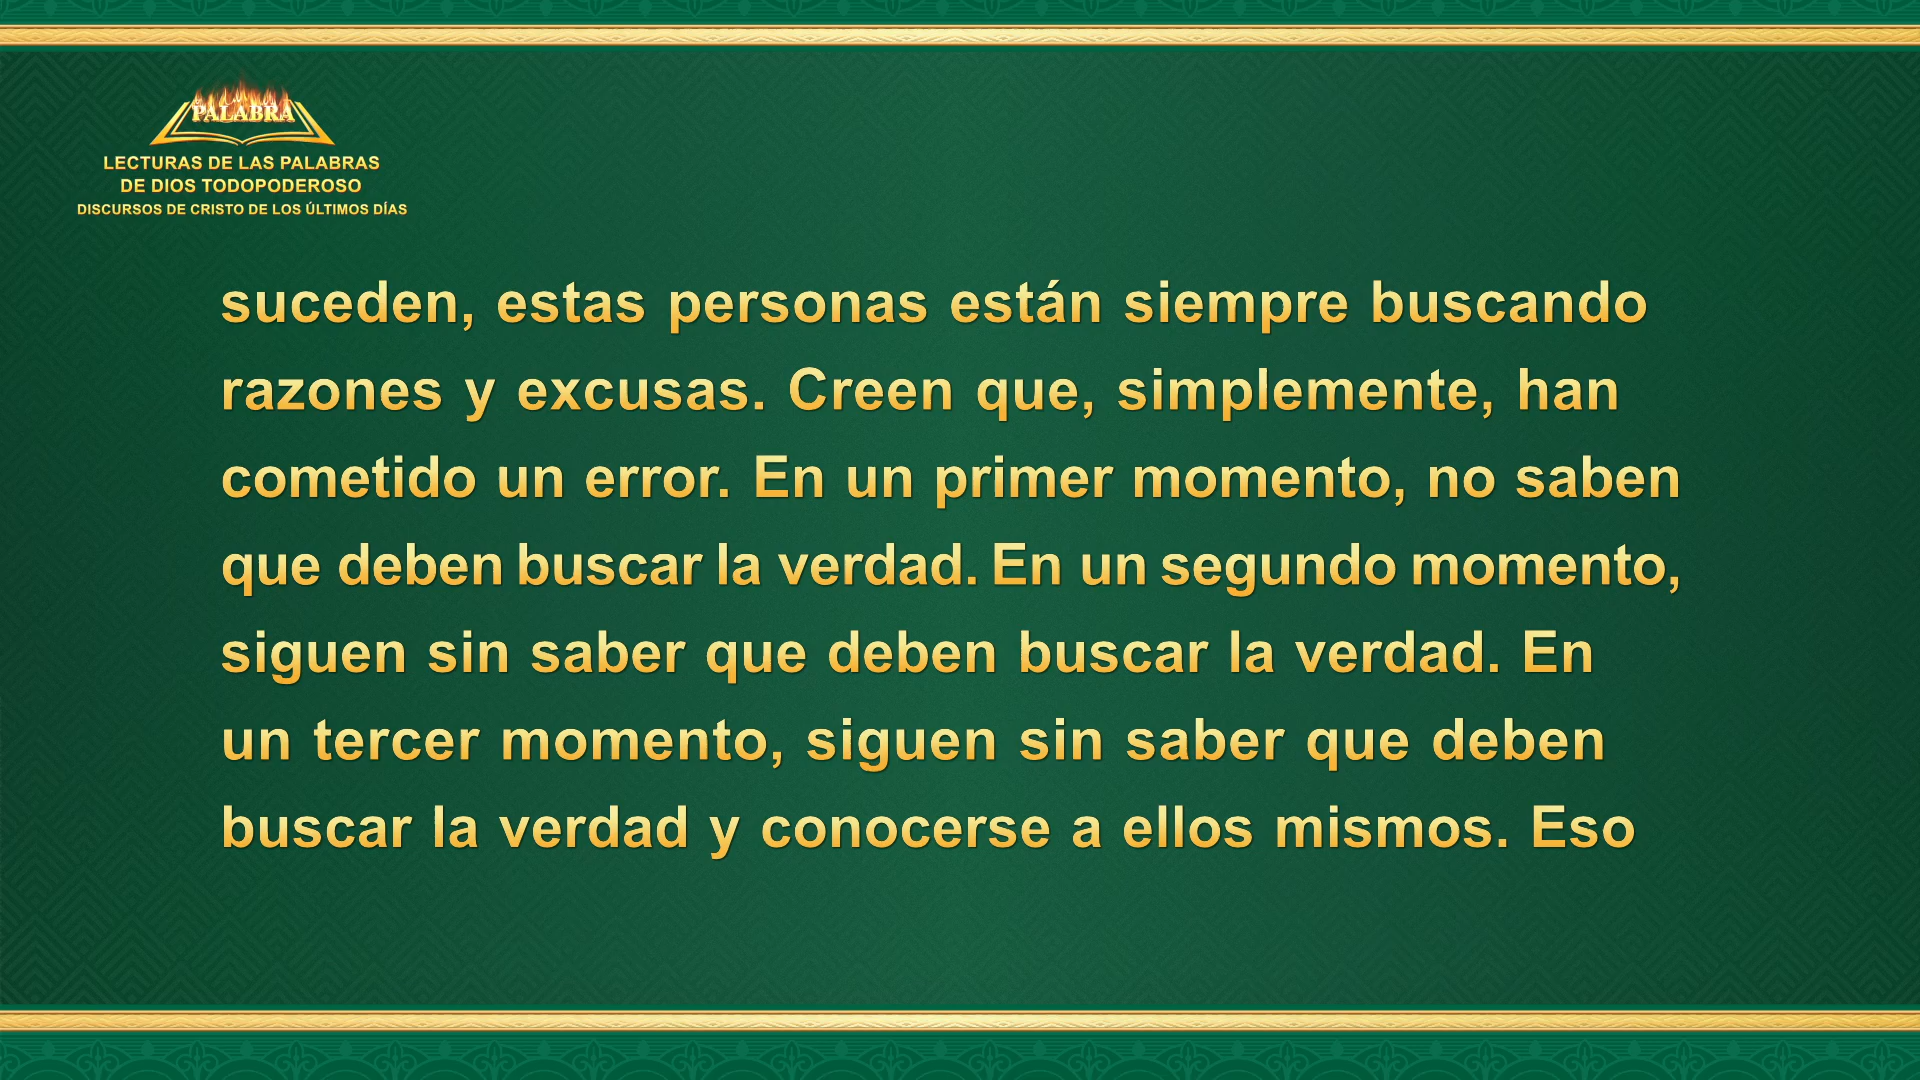 PALABRA
LECTURAS DE LAS PALABRAS
DE DIOS TODOPODEROSO
DISCURSOS DE CRISTO DE LOS ÚLTIMOS DÍAS
suceden, estas personas están siempre buscando
razones y excusas. Creen que, simplemente, han
cometido un error. En un primer momento, no saben
que deben buscar la verdad. En un segundo momento,
siguen sin saber que deben buscar la verdad. En
un tercer momento, siguen sin saber que deben
buscar la verdad y conocerse a ellos mismos. Eso